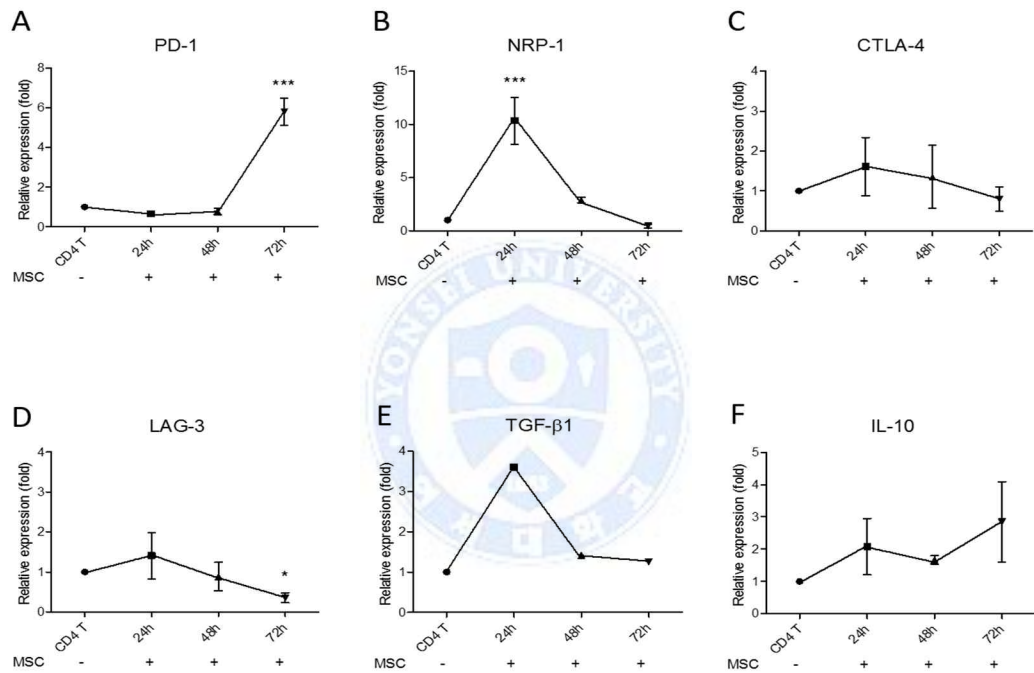 A
PD-1
Relative expression (fold)
8
6
4
2
0
***
CD4 T
24h
48h
72h
MSC - + + +
B
NRP-1
Relative expression (fold)
15
10
5
0
***
CD4 T
24h
48h
72h
MSC - + + +
C
CTLA-4
Relative expression (fold)
4
3
2
1
0
CD4 T
24h
48h
72h
MSC - + + +
YONSEI UNIVERSITY
D
LAG-3
Relative expression (fold)
4
3
2
1
0
*
CD4 T
24h
48h
72h
MSC - + + +
E
TGF-β1
Relative expression (fold)
4
3
2
1
0
CD4 T
24h
48h
72h
MSC - + + +
F
IL-10
Relative expression (fold)
5
4
3
2
1
0
CD4 T
24h
48h
72h
MSC - + + +